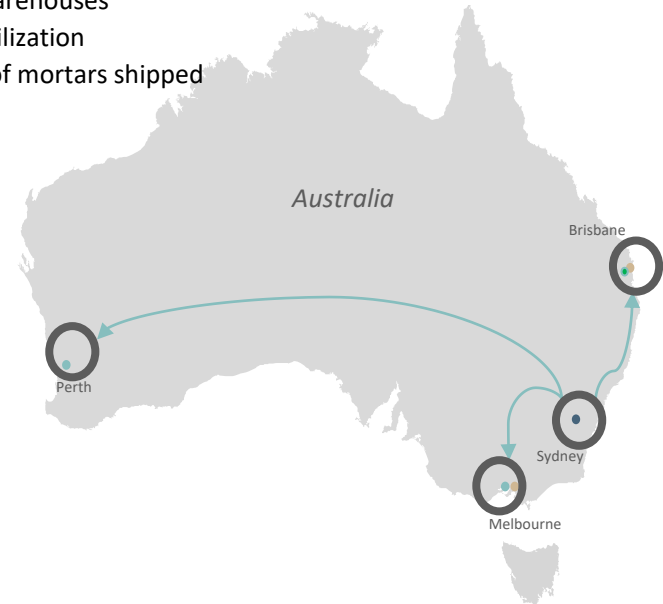 ilization
of mortars shipped
Australia
Brisbane
Perth
Sydney
Melbourne